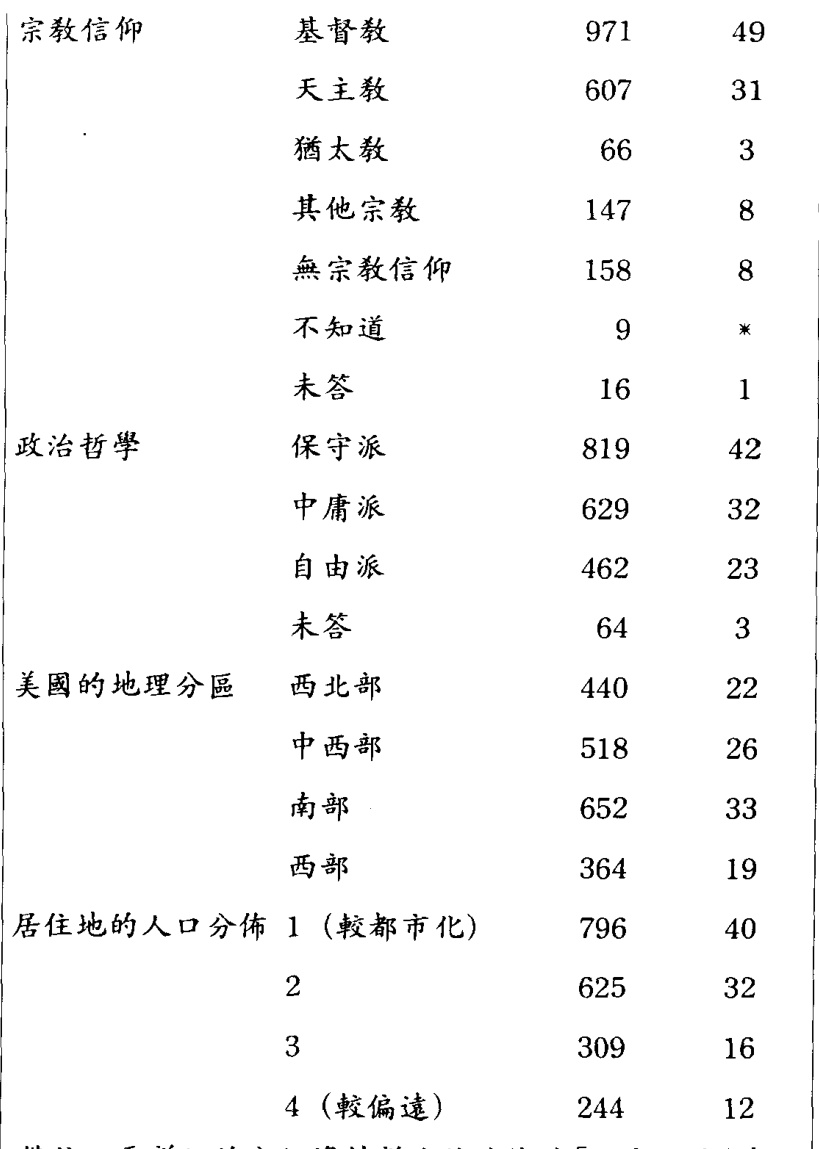 宗教信仰 基督教 971 49
天主教 607 31
猶太教 66 3
其他宗教 147 8
無宗教信仰 158 8
不知道 9 *
未答 16 1
政治哲學 保守派 819 42
中庸派 629 32
自由派 462 23
未答 64 3
美國的地理分區 西北部 440 22
中西部 518 26
南部 652 33
西部 364 19
居住地的人口分佈 1（較都市化） 796 40
2 625 32
3 309 16
4（較偏遠） 244 12